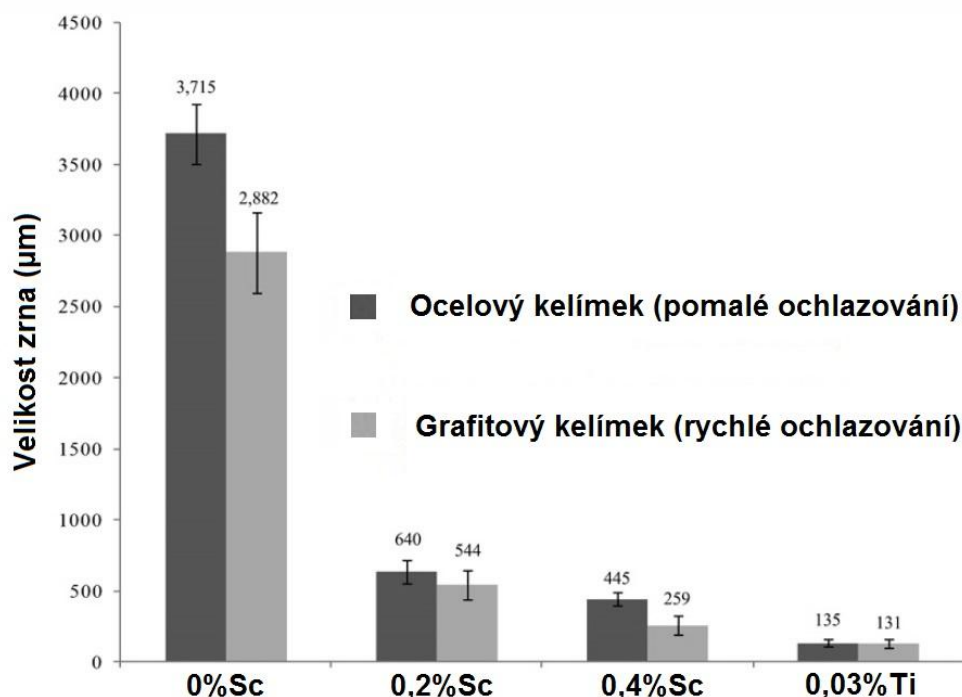 4500
4000
3500
3000
2500
2000
1500
1000
500
0
Velikost zrna (μm)
3,715
2,882
640
544
445
259
135
131
Ocelový kelímek (pomalé ochlazování)
Grafitový kelímek (rychlé ochlazování)
0%Sc
0,2%Sc
0,4%Sc
0,03%Ti